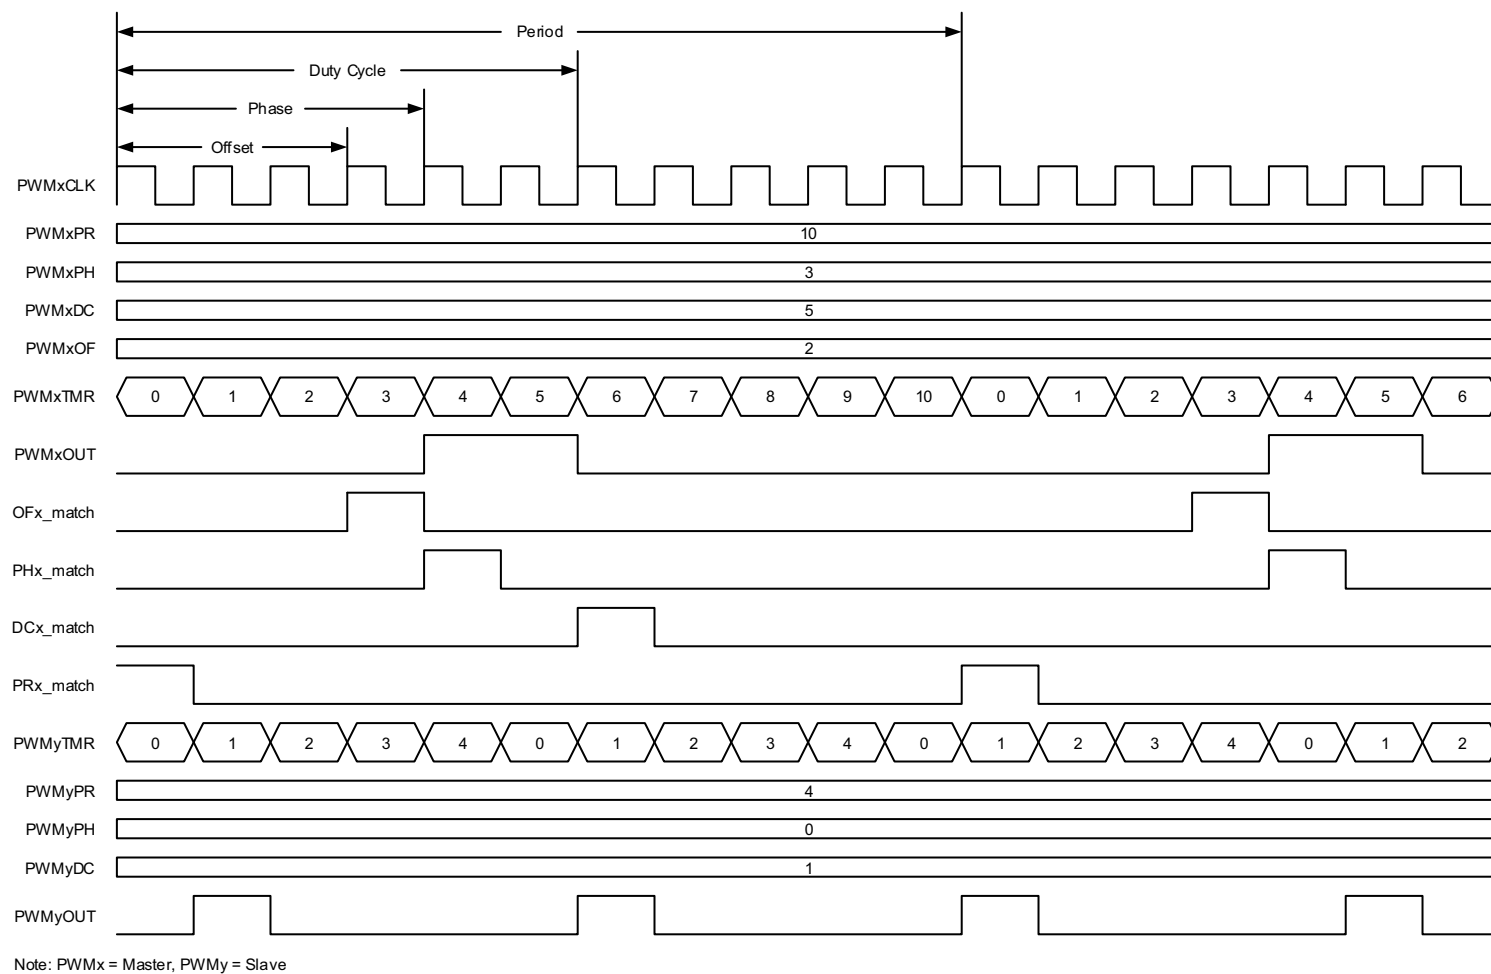 Period
Duty Cycle
Phase
Offset
PWMxCLK
PWMxPR 10
PWMxPH 3
PWMxDC 5
PWMxOF 2
PWMxTMR 0 1 2 3 4 5 6 7 8 9 10 0 1 2 3 4 5 6
PWMxOUT
OFx_match
PHx_match
DCx_match
PRx_match
PWMyTMR 0 1 2 3 4 0 1 2 3 4 0 1 2 3 4 0 1 2
PWMyPR 4
PWMyPH 0
PWMyDC 1
PWMyOUT
Note: PWMx = Master, PWMy = Slave